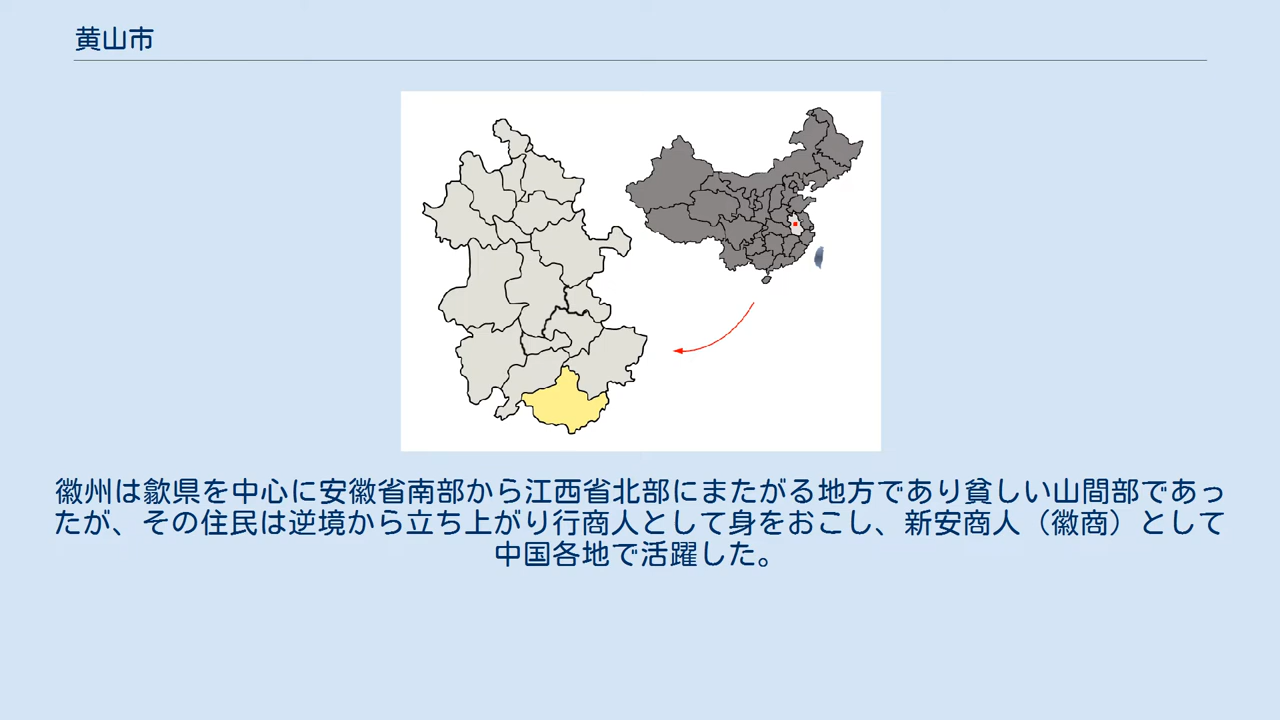 黄山市
徽州は歙県を中心に安徽省南部から江西省北部にまたがる地方であり貧しい山間部であっ
たが、その住民は逆境から立ち上がり行商人として身をおこし、新安商人（徽商）として
中国各地で活躍した。